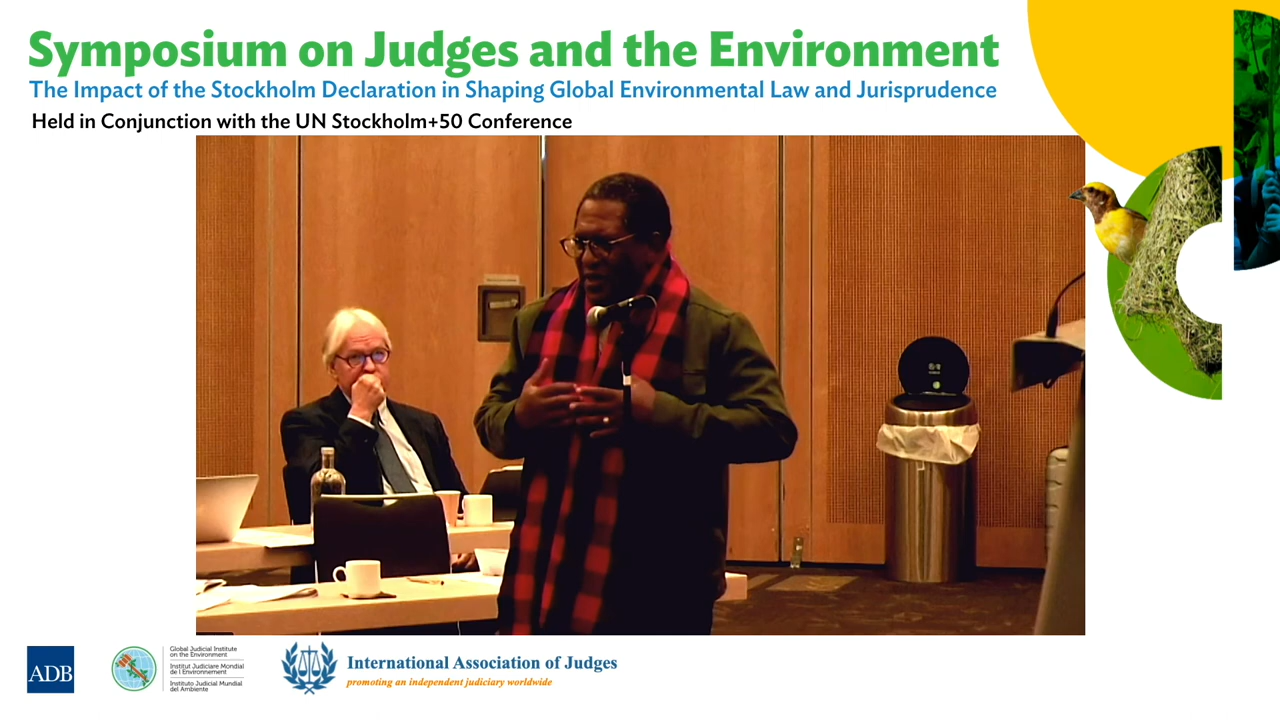 Symposium on Judges and the Environment
The Impact of the Stockholm Declaration in Shaping Global Environmental Law and Jurisprudence
Held in Conjunction with the UN Stockholm+50 Conference
ADB
Global Judicial Institute
on the Environment
Institut Judiciaire Mondial
de l'Environnement
Instituto Judicial Mundial
del Ambiente
International Association of Judges
promoting an independent judiciary worldwide